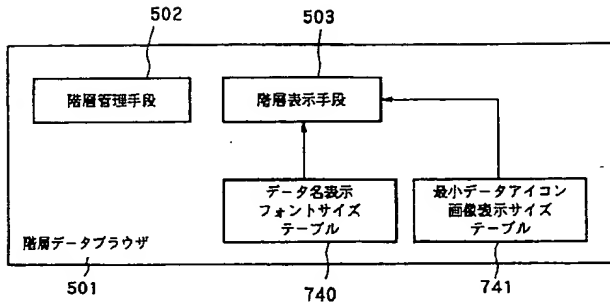 502
503
階層管理手段
階層表示手段
データ名表示
フォントサイズ
テーブル
最小データアイコン
画像表示サイズ
テーブル
階層データブラウザ
501
740
741